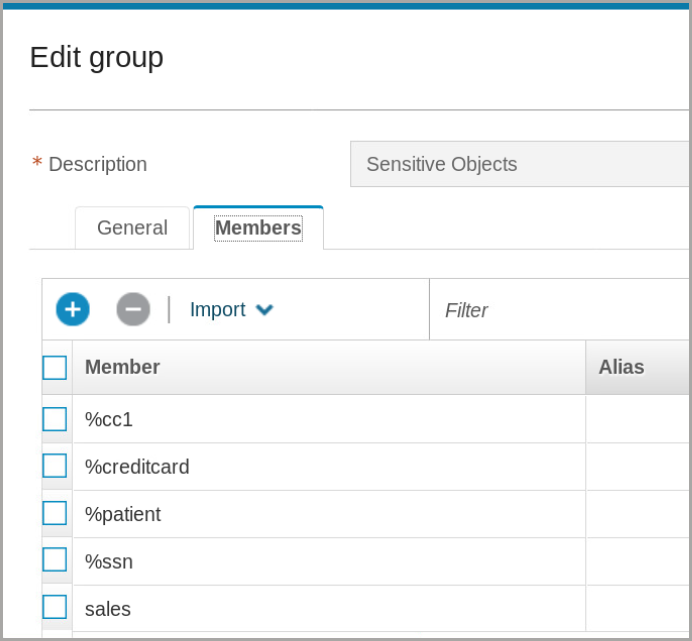 Edit group
* Description
Sensitive Objects
General
Members
Import
Filter
Member
Alias
%cc1
%creditcard
%patient
%ssn
sales